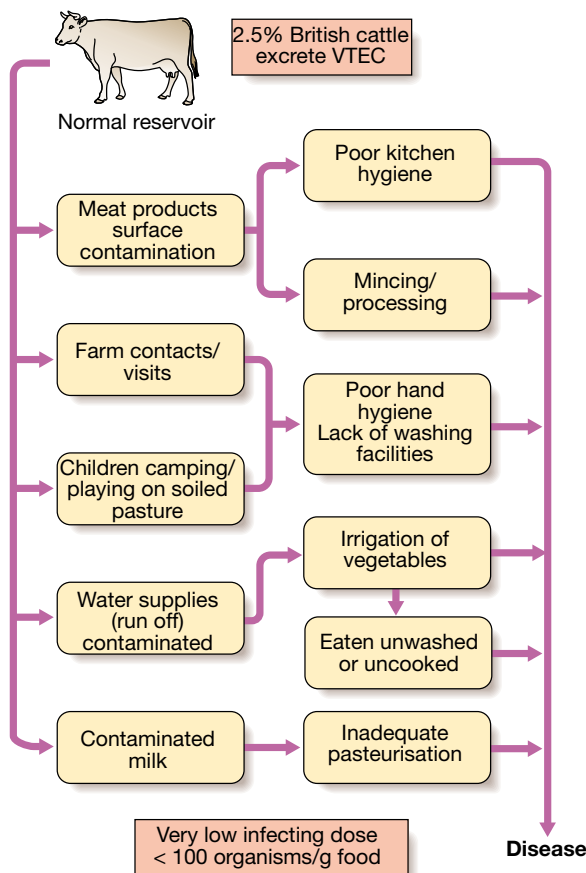 2.5% British cattle
excrete VTEC
Normal reservoir
Poor kitchen
hygiene
Meat products
surface
contamination
Mincing/
processing
Farm contacts/
visits
Poor hand
hygiene
Lack of washing
facilities
Children camping/
playing on soiled
pasture
Irrigation of
vegetables
Water supplies
(run off)
contaminated
Eaten unwashed
or uncooked
Contaminated
milk
Inadequate
pasteurisation
Very low infecting dose
< 100 organisms/g food
Disease